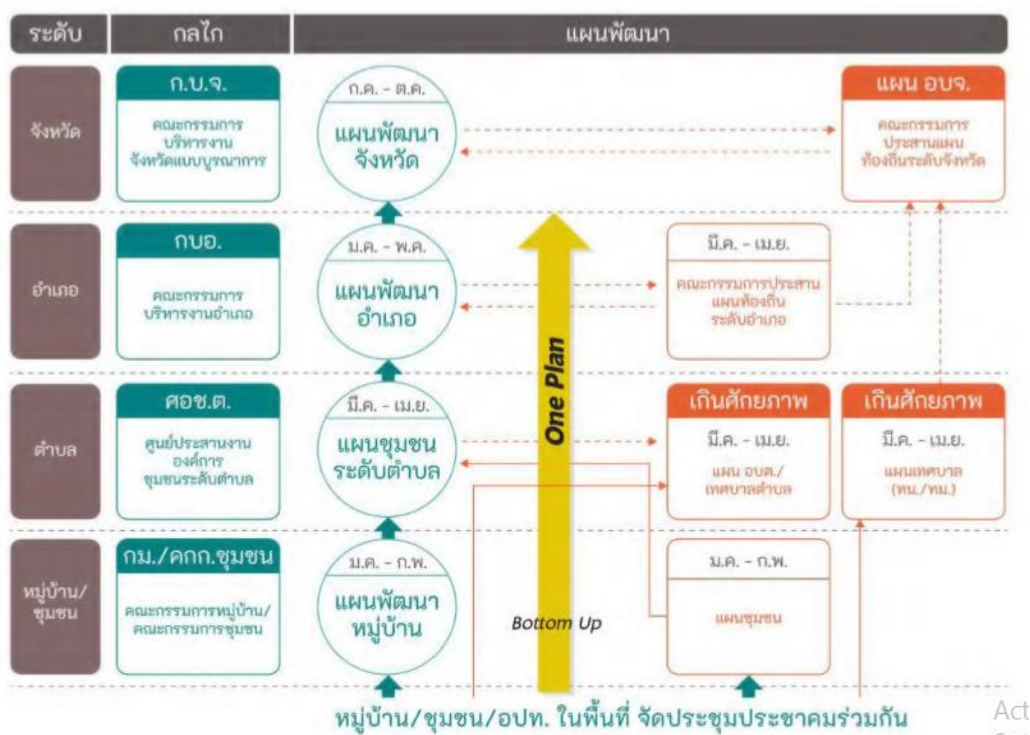 ระดับ
กลไก
แผนพัฒนา
จังหวัด
ก.บ.จ.
คณะกรรมการ
บริหารงาน
จังหวัดแบบบูรณาการ
ก.ค. - ต.ค.
แผนพัฒนา
จังหวัด
แผน อบจ.
คณะกรรมการ
ประสานแผน
ท้องถิ่นระดับจังหวัด
อำเภอ
กบอ.
คณะกรรมการ
บริหารงานอำเภอ
ม.ค. - พ.ค.
แผนพัฒนา
อำเภอ
มี.ค. - เม.ย.
คณะกรรมการประสาน
แผนท้องถิ่น
ระดับอำเภอ
One Plan
ตำบล
ศอช.ต.
ศูนย์ประสานงาน
องค์การ
ชุมชนระดับตำบล
มี.ค. - เม.ย.
แผนชุมชน
ระดับตำบล
เกินศักยภาพ
มี.ค. - เม.ย.
แผน อบต./
เทศบาลตำบล
เกินศักยภาพ
มี.ค. - เม.ย.
แผนเทศบาล
(ทน./ทม.)
หมู่บ้าน/
ชุมชน
กม./คกก.ชุมชน
คณะกรรมการหมู่บ้าน/
คณะกรรมการชุมชน
ม.ค. - ก.พ.
แผนพัฒนา
หมู่บ้าน
Bottom Up
ม.ค. - ก.พ.
แผนชุมชน
หมู่บ้าน/ชุมชน/อปท. ในพื้นที่ จัดประชุมประชาคมร่วมกัน
Act